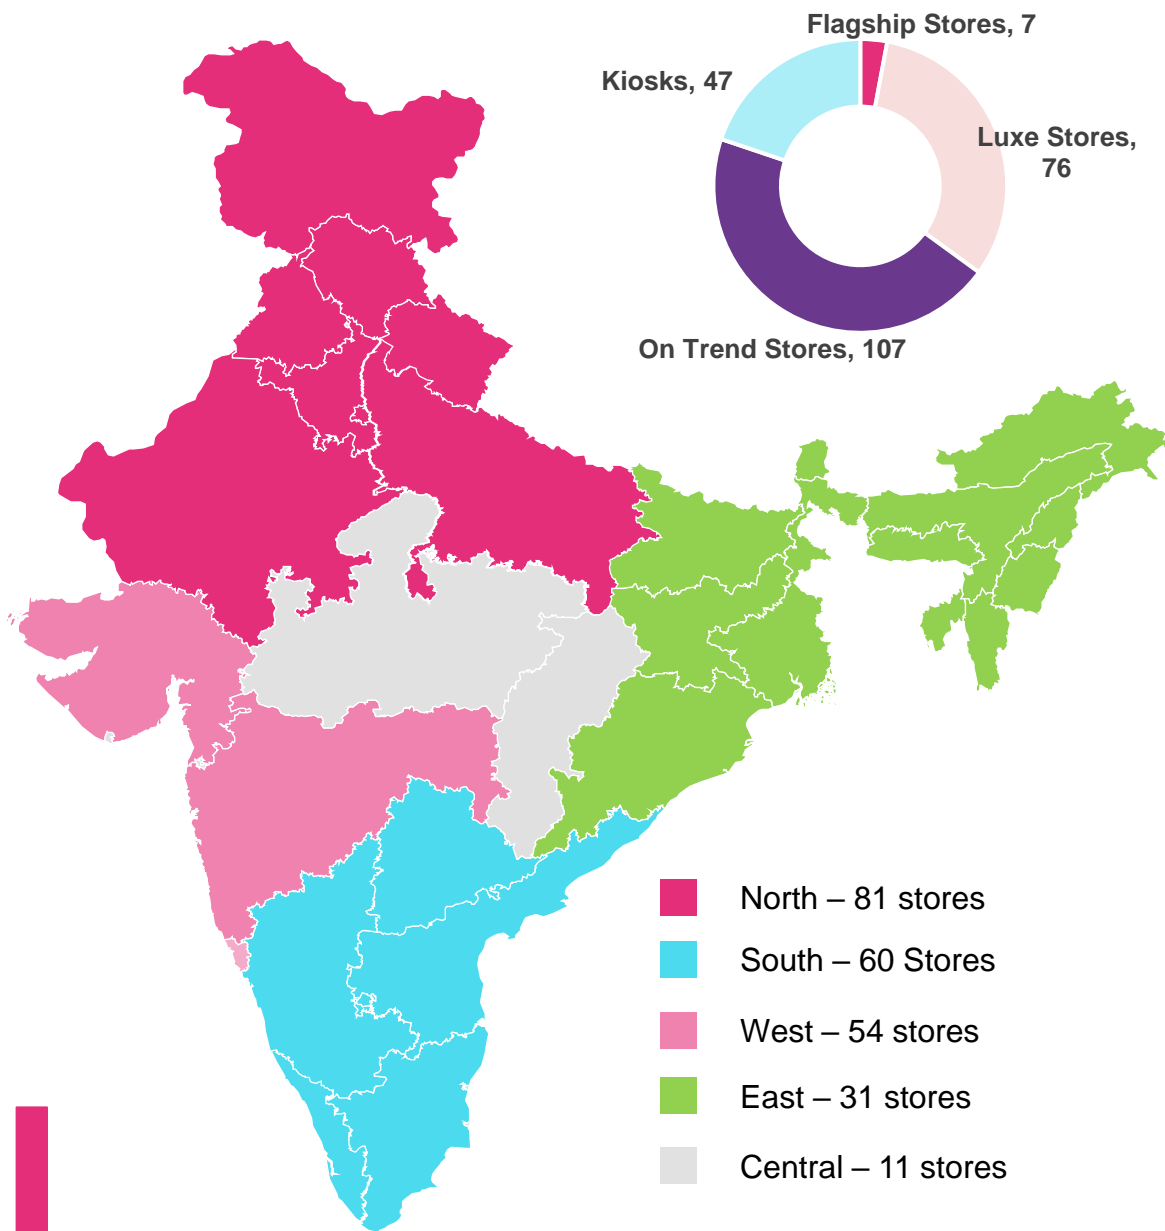 Flagship Stores, 7
Kiosks, 47
Luxe Stores,
76
On Trend Stores, 107
North – 81 stores
South – 60 Stores
West – 54 stores
East – 31 stores
Central – 11 stores